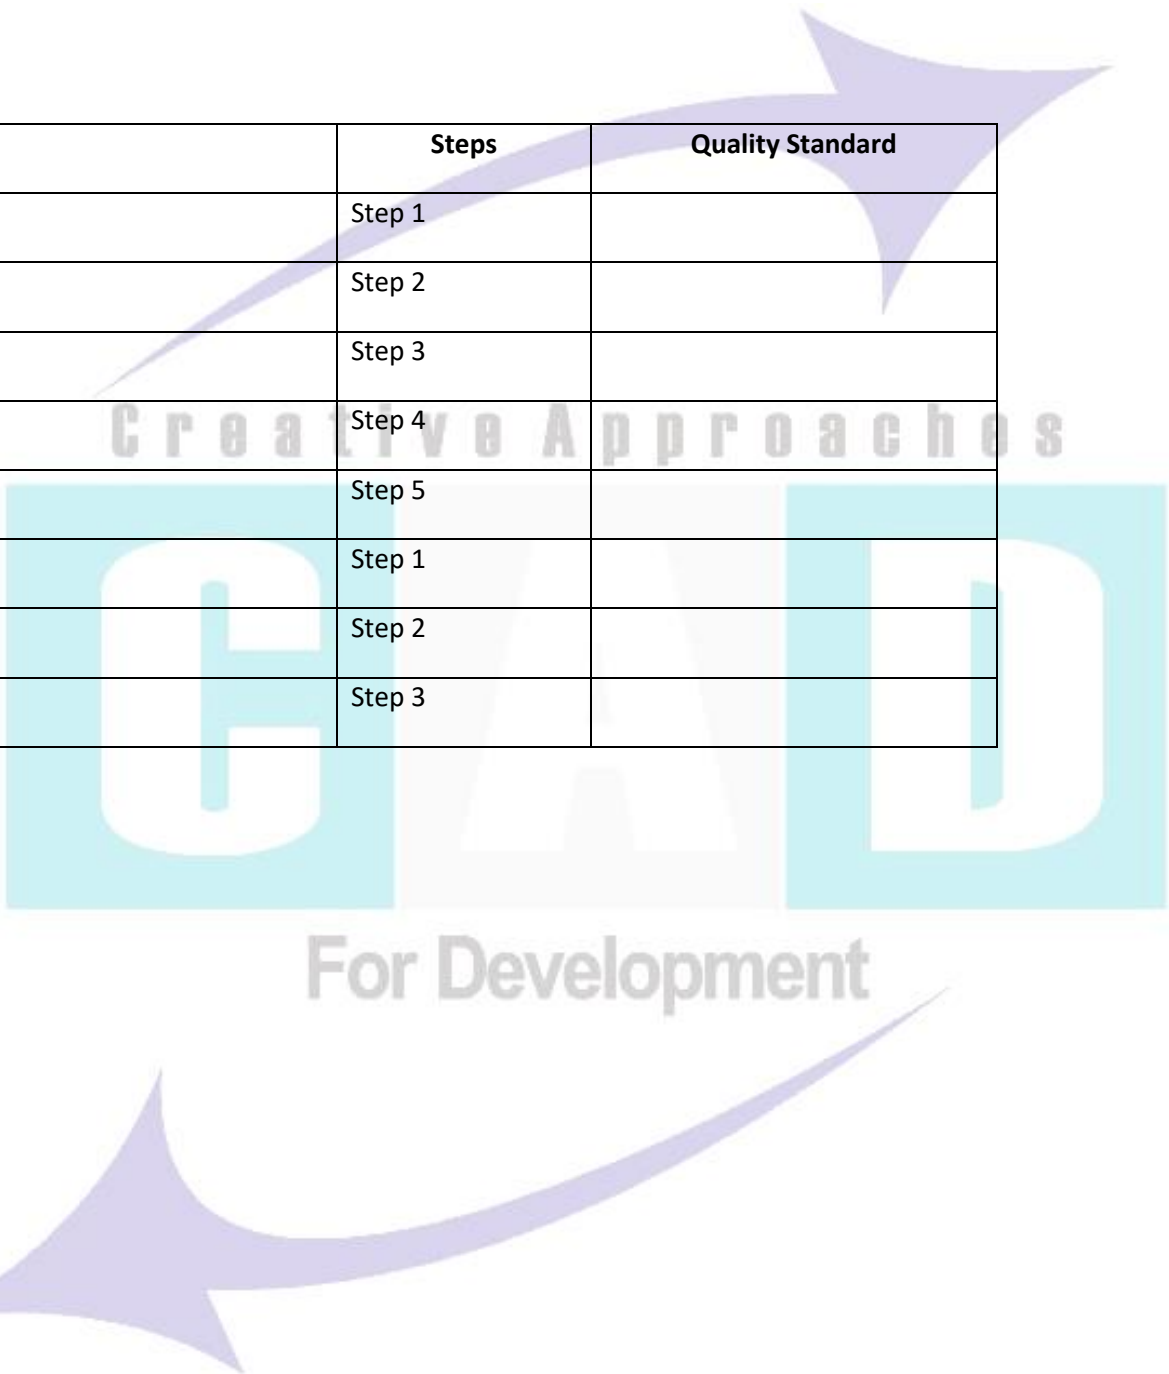 Steps Quality Standard
Step 1
Step 2
Step 3
Creative Approaches
Step 4
Step 5
CAD
Step 1
Step 2
Step 3
For Development